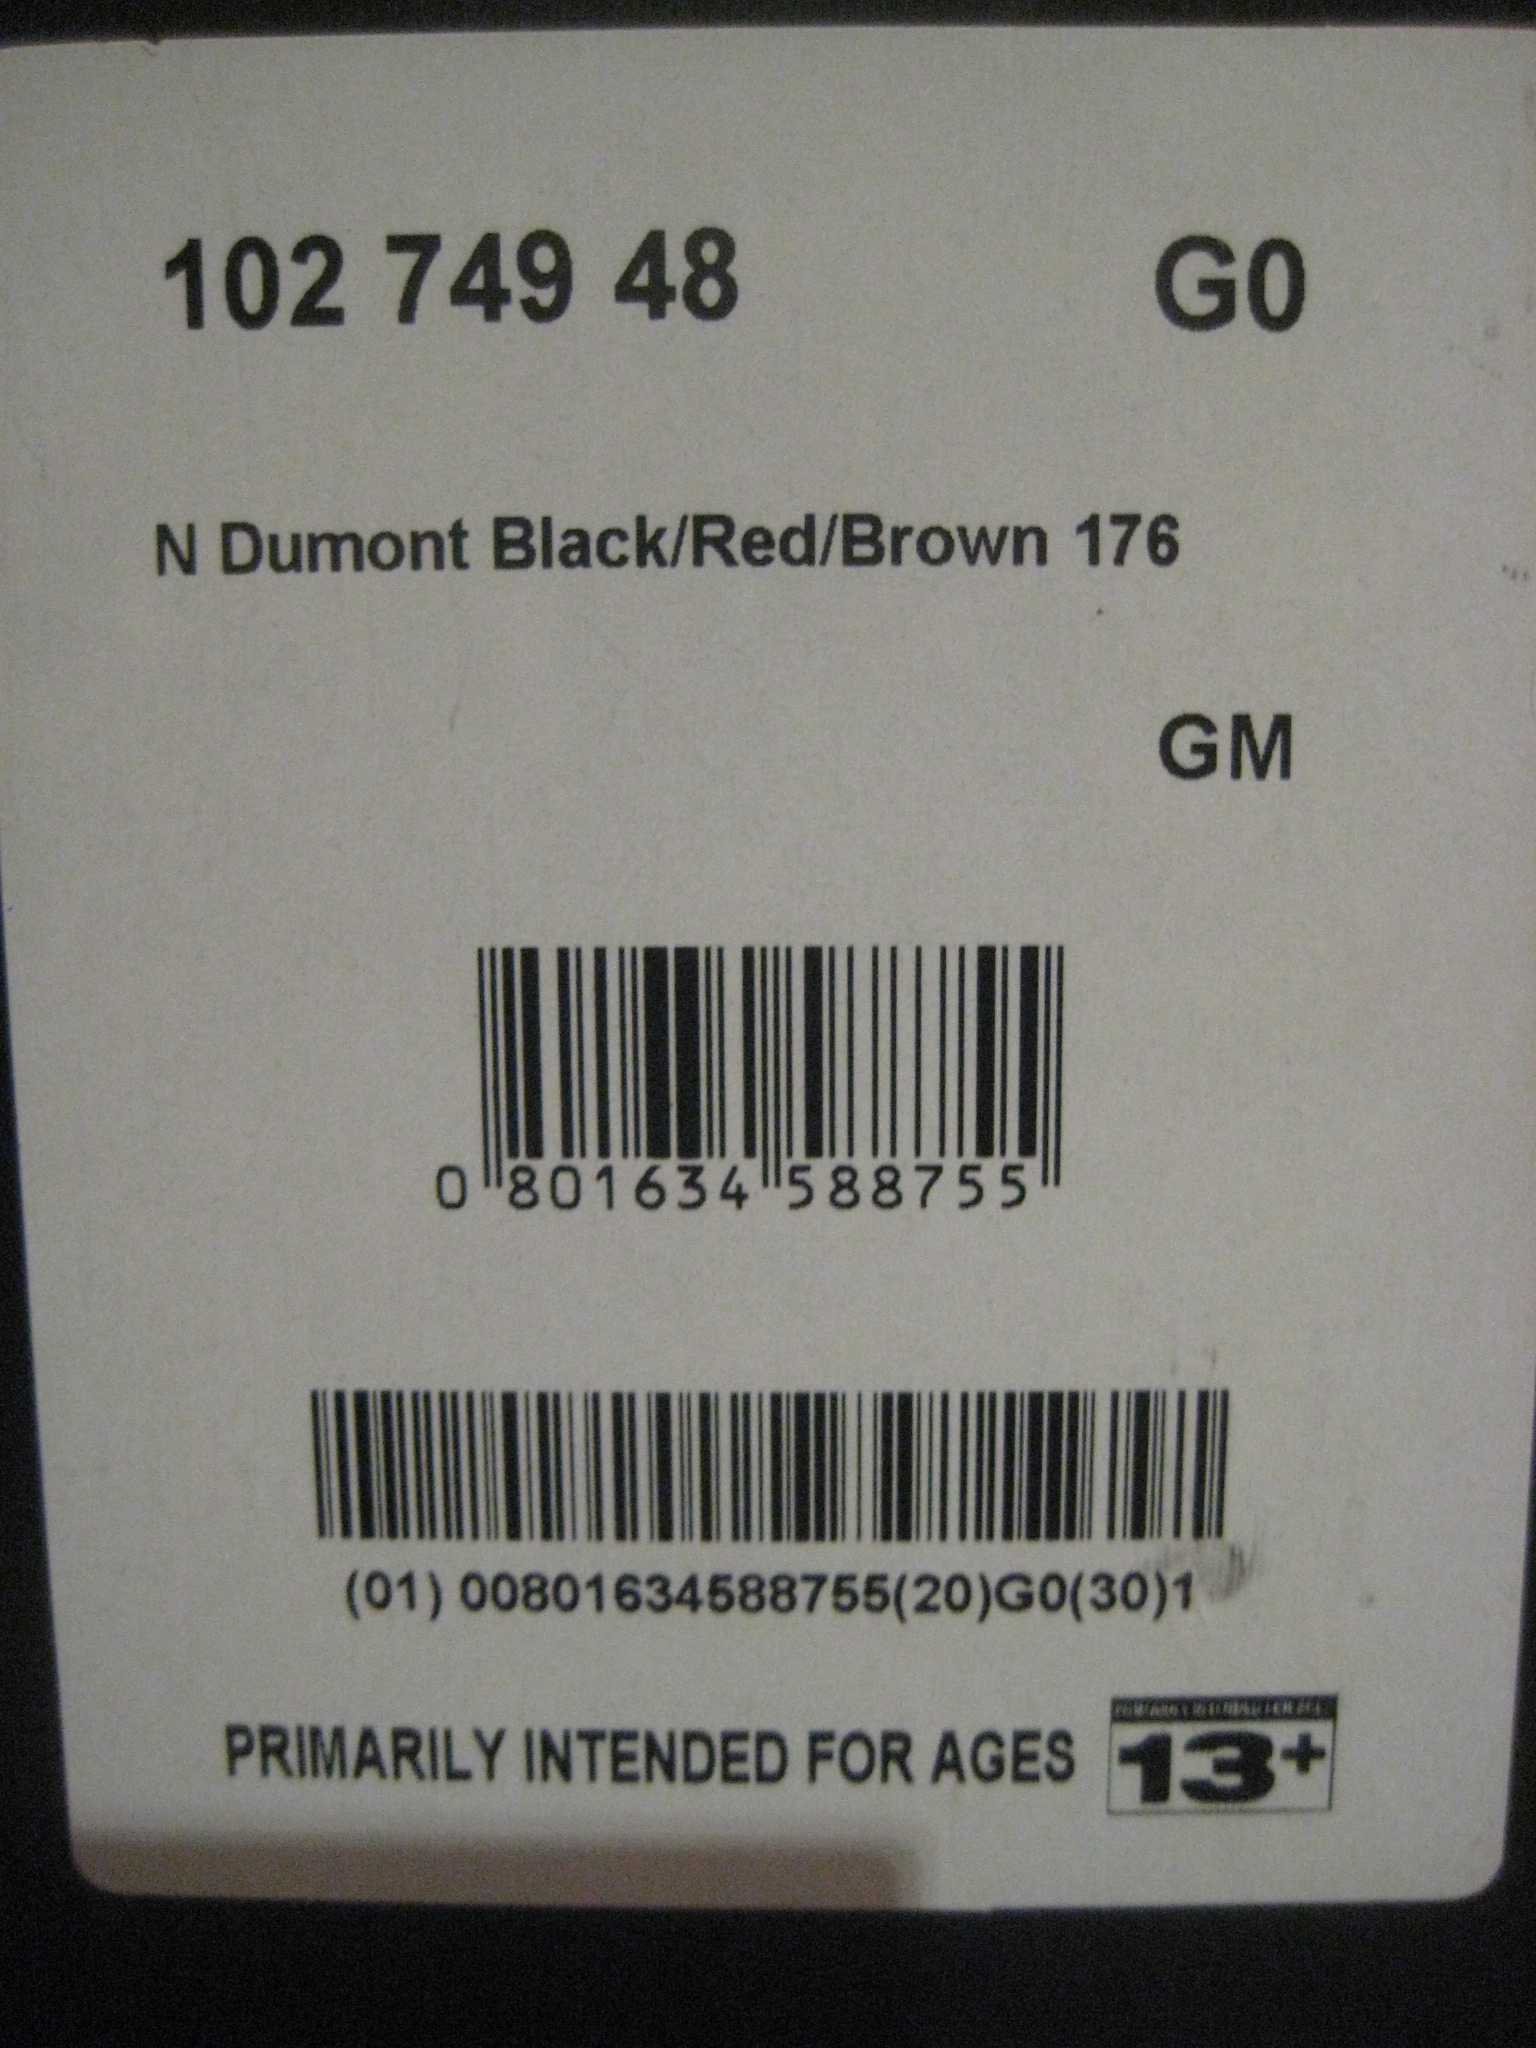 102 749 48 G0
N Dumont Black/Red/Brown 176
GM
0 801634 588755
(01) 00801634588755(20)G0(30)1
PRIMARILY INTENDED FOR AGES 13+